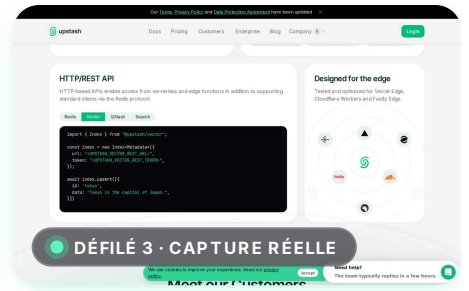 Our Terms, Privacy Policy and Data Protection Agreement have been updated
upstash
Docs Pricing Customers Enterprise Blog Company
Login
HTTP/REST API
HTTP-based APIs enable access from serverless and edge functions in addition to supporting
standard clients via the Redis protocol.
Redis Vector QStash Search
import { Index } from "@upstash/vector";
const index = new Index<Metadata>({
url: "<UPSTASH_VECTOR_REST_URL>",
token: "<UPSTASH_VECTOR_REST_TOKEN>",
});
await index.upsert([{
id: 'tokyo',
data: "Tokyo is the capital of Japan.",
}])
Designed for the edge
Tested and optimized for Vercel Edge,
Cloudflare Workers and Fastly Edge.
fastly
DÉFILÉ 3 · CAPTURE RÉELLE
We use cookies to improve your experience. Read our privacy
policy.
Accept
Need help?
The team typically replies in a few hours.
Meet our Customers